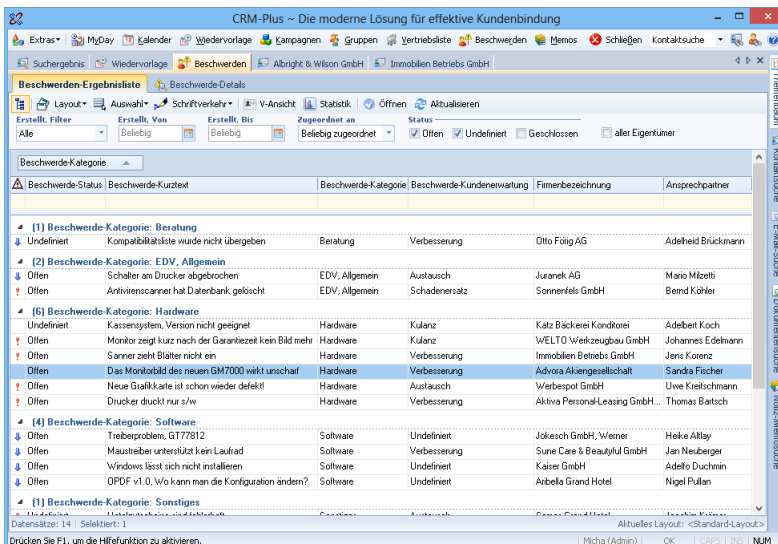 CRM-Plus ~ Die moderne Lösung für effektive Kundenbindung
Extras MyDay Kalender Wiedervorlage Kampagnen Gruppen Vertriebsliste Beschwerden Memos Schließen Kontaktsuche
Suchergebnis Wiedervorlage Beschwerden Albright & Wilson GmbH Immobilien Betriebs GmbH
Beschwerden-Ergebnisliste Beschwerde-Details
Layout Auswahl Schriftverkehr V-Ansicht Statistik Öffnen Aktualisieren
Erstellt, Filter Erstellt, Von Erstellt, Bis Zugeordnet an Status
Alle Beliebig Beliebig Beliebig zugeordnet Offen Undefiniert Geschlossen aller Eigentümer
Beschwerde-Kategorie
Beschwerde-Status Beschwerde-Kurztext Beschwerde-Kategorie Beschwerde-Kundenerwartung Firmenbezeichnung Ansprechpartner
(1) Beschwerde-Kategorie: Beratung
Undefiniert Kompatibilitätsliste wurde nicht übergeben Beratung Verbesserung Otto Förig AG Adelheid Brückmann
(2) Beschwerde-Kategorie: EDV, Allgemein
Offen Schalter am Drucker abgebrochen EDV, Allgemein Austausch Juranek AG Mario Milzetti
Offen Antivirenscanner hat Datenbank gelöscht EDV, Allgemein Schadenersatz Sonnenfels GmbH Bernd Köhler
(6) Beschwerde-Kategorie: Hardware
Undefiniert Kassensystem, Version nicht geeignet Hardware Kulanz Katz Bäckerei Konditorei Adelbert Koch
Offen Monitor zeigt kurz nach der Garantiezeit kein Bild mehr Hardware Kulanz WELTO Werkzeugbau GmbH Johannes Edelmann
Offen Sanner zieht Blätter nicht ein Hardware Verbesserung Immobilien Betriebs GmbH Jens Korenz
Offen Das Monitorbild des neuen GM7000 wirkt unscharf Hardware Verbesserung Advora Akiengesellschaft Sandra Fischer
Offen Neue Grafikkarte ist schon wieder defekt! Hardware Austausch Werbespot GmbH Uwe Kreitschmann
Offen Drucker druckt nur s/w Hardware Verbesserung Aktiva Personal-Leasing GmbH... Thomas Bartsch
(4) Beschwerde-Kategorie: Software
Offen Treiberproblem, GT77812 Software Undefiniert Jokesch GmbH, Werner Heike Altlay
Offen Maustreiber unterstützt kein Laufrad Software Verbesserung Sune Care & Beautyful GmbH Jan Neuberger
Offen Windows lässt sich nicht installieren Software Undefiniert Kaiser GmbH Adelfo Duchmin
Offen OPDF v1.0, Wo kann man die Konfiguration ändern? Software Undefiniert Aribella Grand Hotel Nigel Pullan
(1) Beschwerde-Kategorie: Sonstiges
Datensätze: 14 Selektiert: 1 Aktuelles Layout: <Standard-Layout>
Drücken Sie F1, um die Hilfefunktion zu aktivieren. Micha (Admin) OK CAPS INS NUM
Themenbaum
Kontaktsuche
E-Mail-Suche
Dokumentensuche
Notiz-/Memosuche